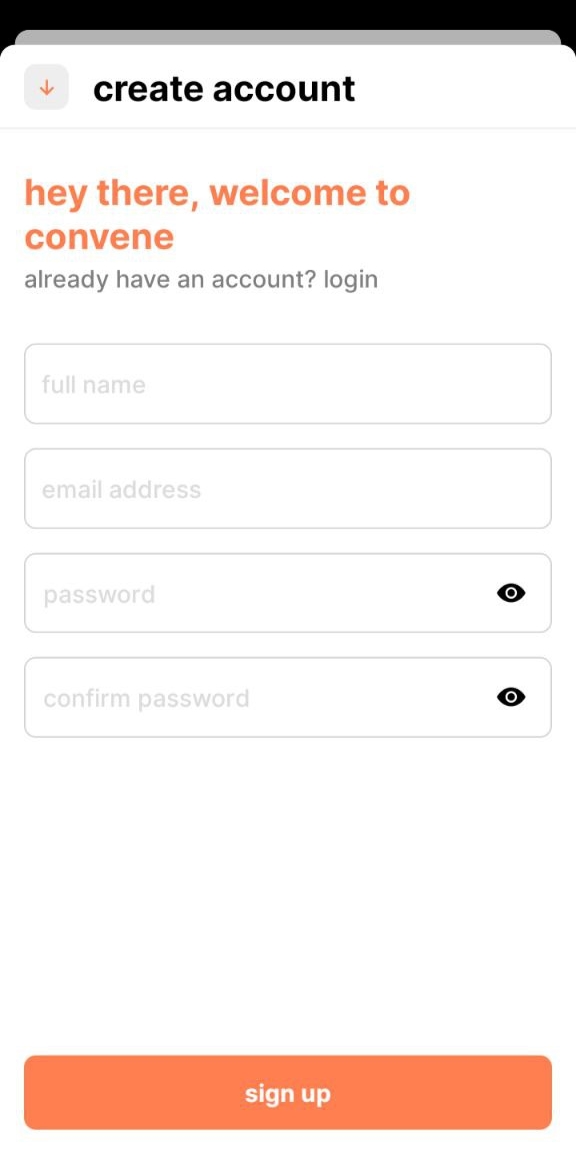 create account
hey there, welcome to
convene
already have an account? login
full name
email address
password
confirm password
sign up